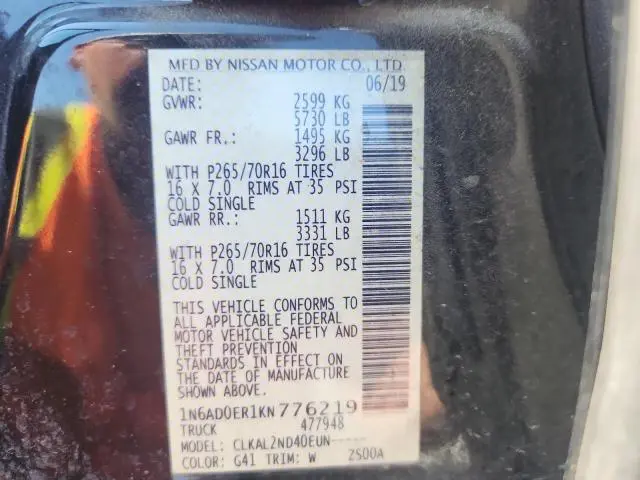 MFD BY NISSAN MOTOR CO., LTD
DATE: 06/19
GVWR: 2599 KG
5730 LB
GAWR FR.: 1495 KG
3296 LB
WITH P265/70R16 TIRES
16 X 7.0 RIMS AT 35 PSI
COLD SINGLE
GAWR RR.: 1511 KG
3331 LB
WITH P265/70R16 TIRES
16 X 7.0 RIMS AT 35 PSI
COLD SINGLE
THIS VEHICLE CONFORMS TO
ALL APPLICABLE FEDERAL
MOTOR VEHICLE SAFETY AND
THEFT PREVENTION
STANDARDS IN EFFECT ON
THE DATE OF MANUFACTURE
SHOWN ABOVE.
1N6AD0ER1KN776219
TRUCK 477948
MODEL: CLKAL2ND40EUN-----
COLOR: G41 TRIM: W 2S00A